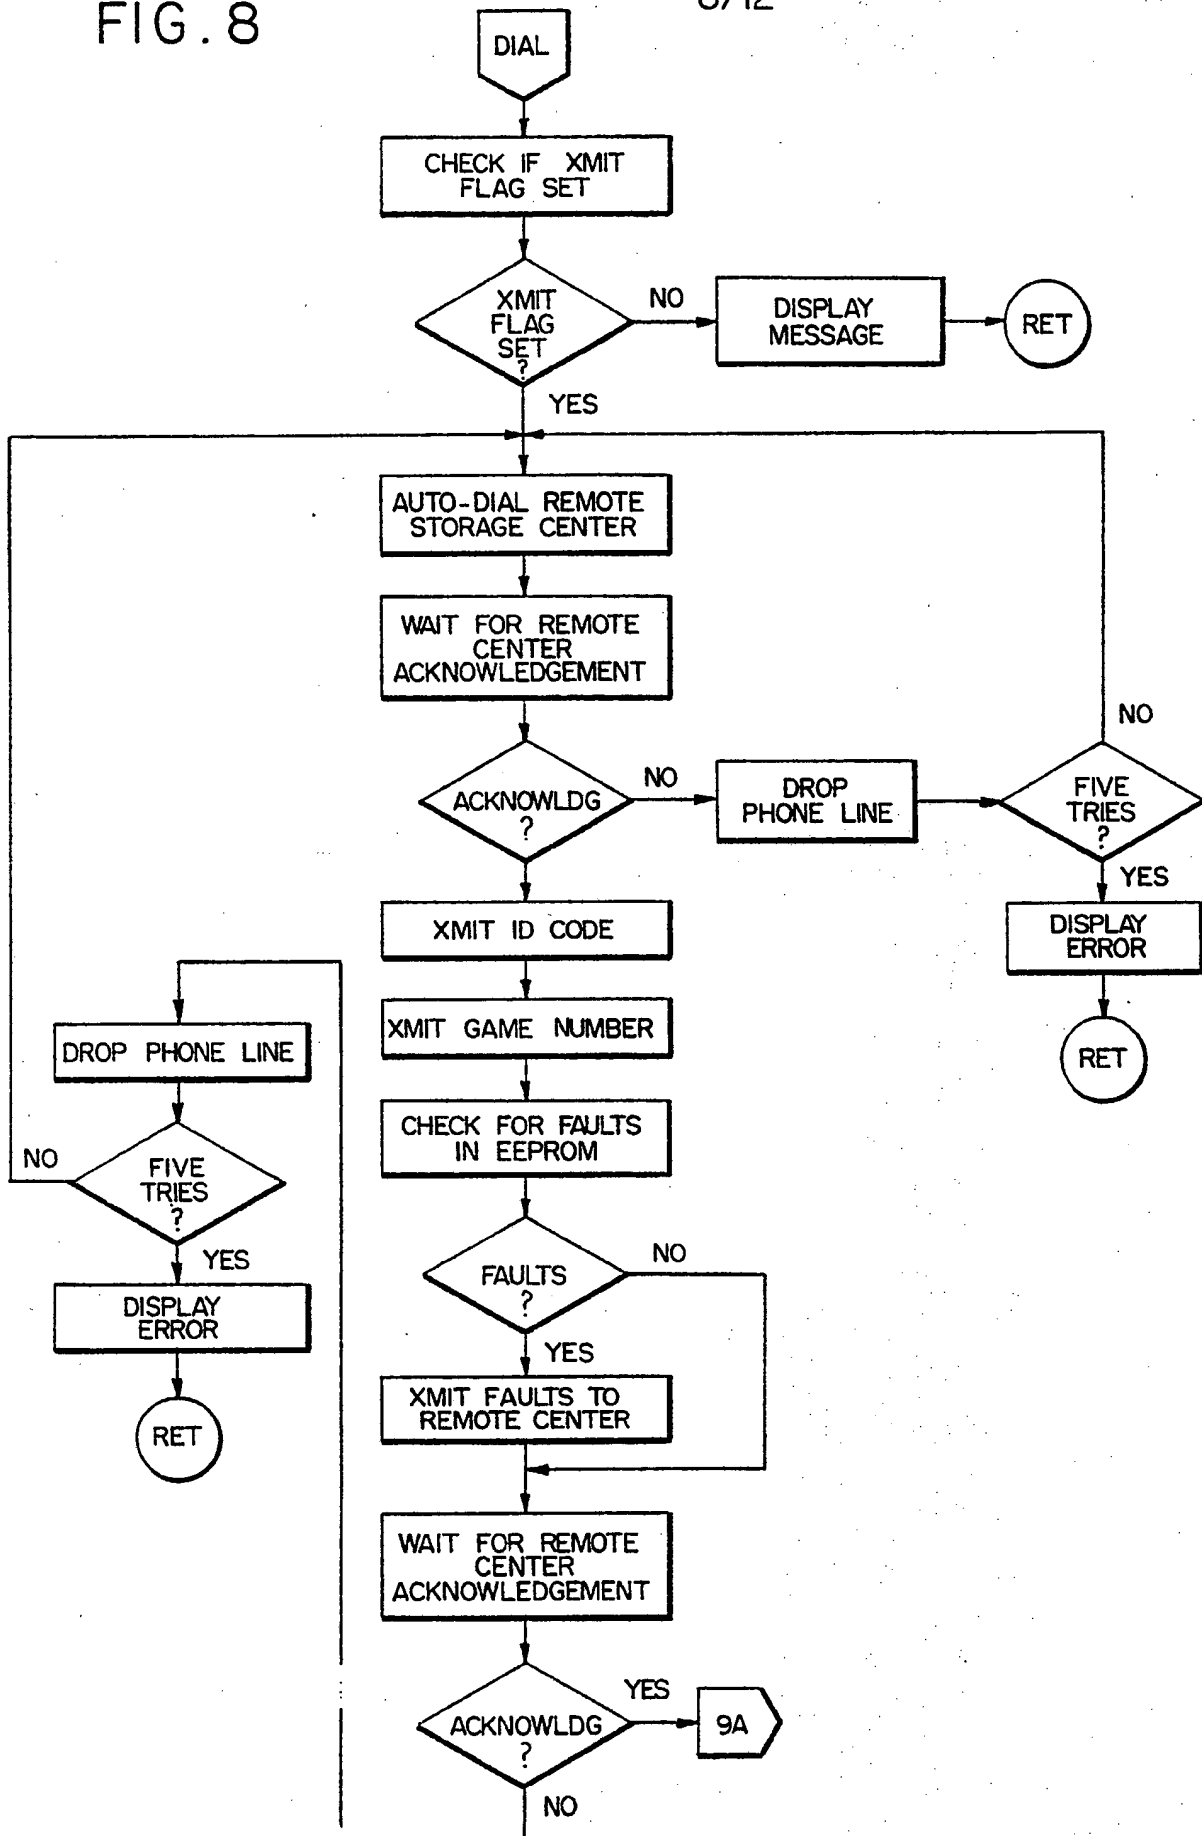 FIG. 8
8/12
DIAL
CHECK IF XMIT
FLAG SET
XMIT
FLAG
SET
?
NO
DISPLAY
MESSAGE
RET
YES
AUTO-DIAL REMOTE
STORAGE CENTER
WAIT FOR REMOTE
CENTER
ACKNOWLEDGEMENT
ACKNOWLDG
?
NO
DROP
PHONE LINE
FIVE
TRIES
?
NO
YES
DISPLAY
ERROR
RET
XMIT ID CODE
XMIT GAME NUMBER
CHECK FOR FAULTS
IN EEPROM
FAULTS
?
NO
YES
XMIT FAULTS TO
REMOTE CENTER
WAIT FOR REMOTE
CENTER
ACKNOWLEDGEMENT
ACKNOWLDG
?
YES
9A
NO
DROP PHONE LINE
FIVE
TRIES
?
NO
YES
DISPLAY
ERROR
RET